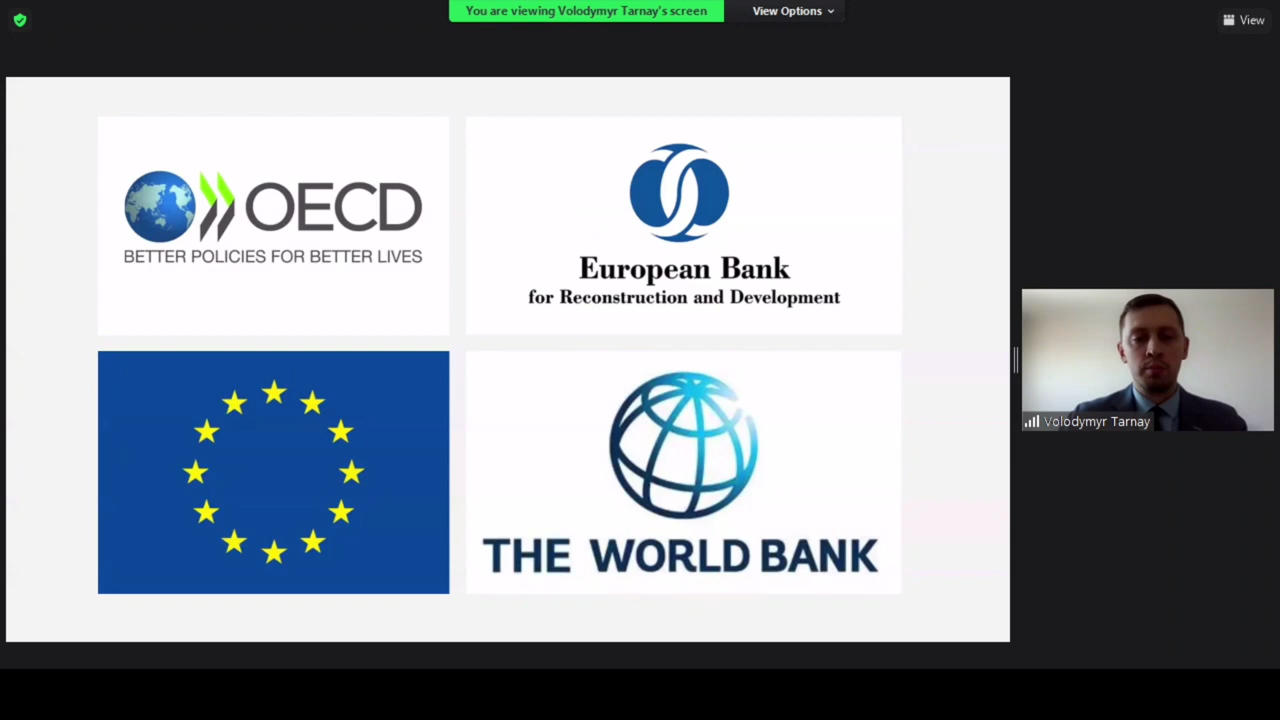 You are viewing Volodymyr Tarnay's screen
View Options
View
OECD
BETTER POLICIES FOR BETTER LIVES
European Bank
for Reconstruction and Development
THE WORLD BANK
Volodymyr Tarnay